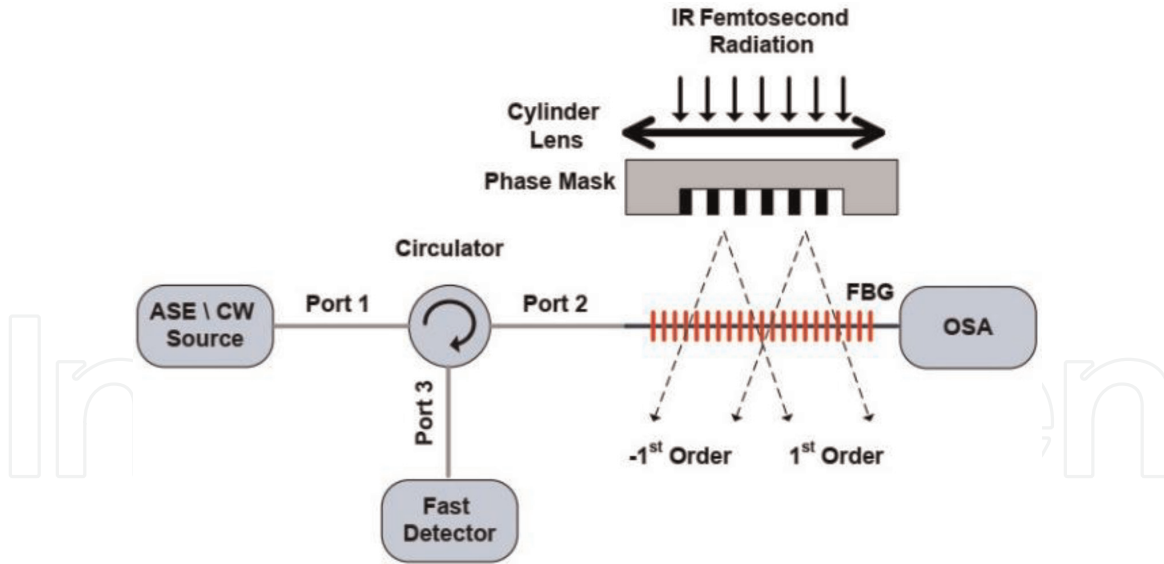 IR Femtosecond
Radiation
Cylinder
Lens
Phase Mask
Circulator
ASE \ CW
Source
Port 1
Port 2
FBG
OSA
Port 3
-1st Order
1st Order
Fast
Detector